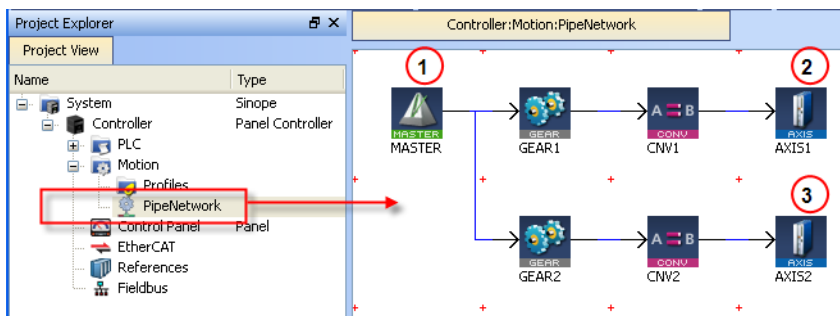 Project Explorer
Project View
Name Type
System Sinope
Controller Panel Controller
PLC
Motion
Profiles
PipeNetwork
Control Panel Panel
EtherCAT
References
Fieldbus
Controller:Motion:PipeNetwork
1 2
MASTER GEAR A B CONV AXIS
MASTER GEAR1 CNV1 AXIS1
3
GEAR A B CONV AXIS
GEAR2 CNV2 AXIS2